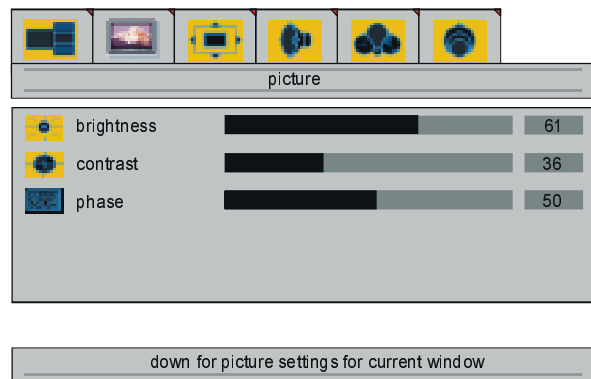 picture
brightness 61
contrast 36
phase 50
down for picture settings for current window